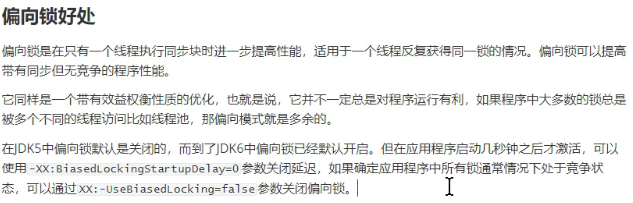 偏向锁好处
偏向锁是在只有一个线程执行同步块时进一步提高性能，适用于一个线程反复获得同一锁的情况。偏向锁可以提高
带有同步但无竞争的程序性能。
它同样是一个带有效益权衡性质的优化，也就是说，它并不一定总是对程序运行有利，如果程序中大多数的锁总是
被多个不同的线程访问比如线程池，那偏向模式就是多余的。
在JDK5中偏向锁默认是关闭的，而到了JDK6中偏向锁已经默认开启。但在应用程序启动几秒钟之后才激活，可以
使用 -XX:BiasedLockingStartupDelay=0 参数关闭延迟，如果确定应用程序中所有锁通常情况下处于竞争状
态，可以通过 XX:-UseBiasedLocking=false 参数关闭偏向锁。